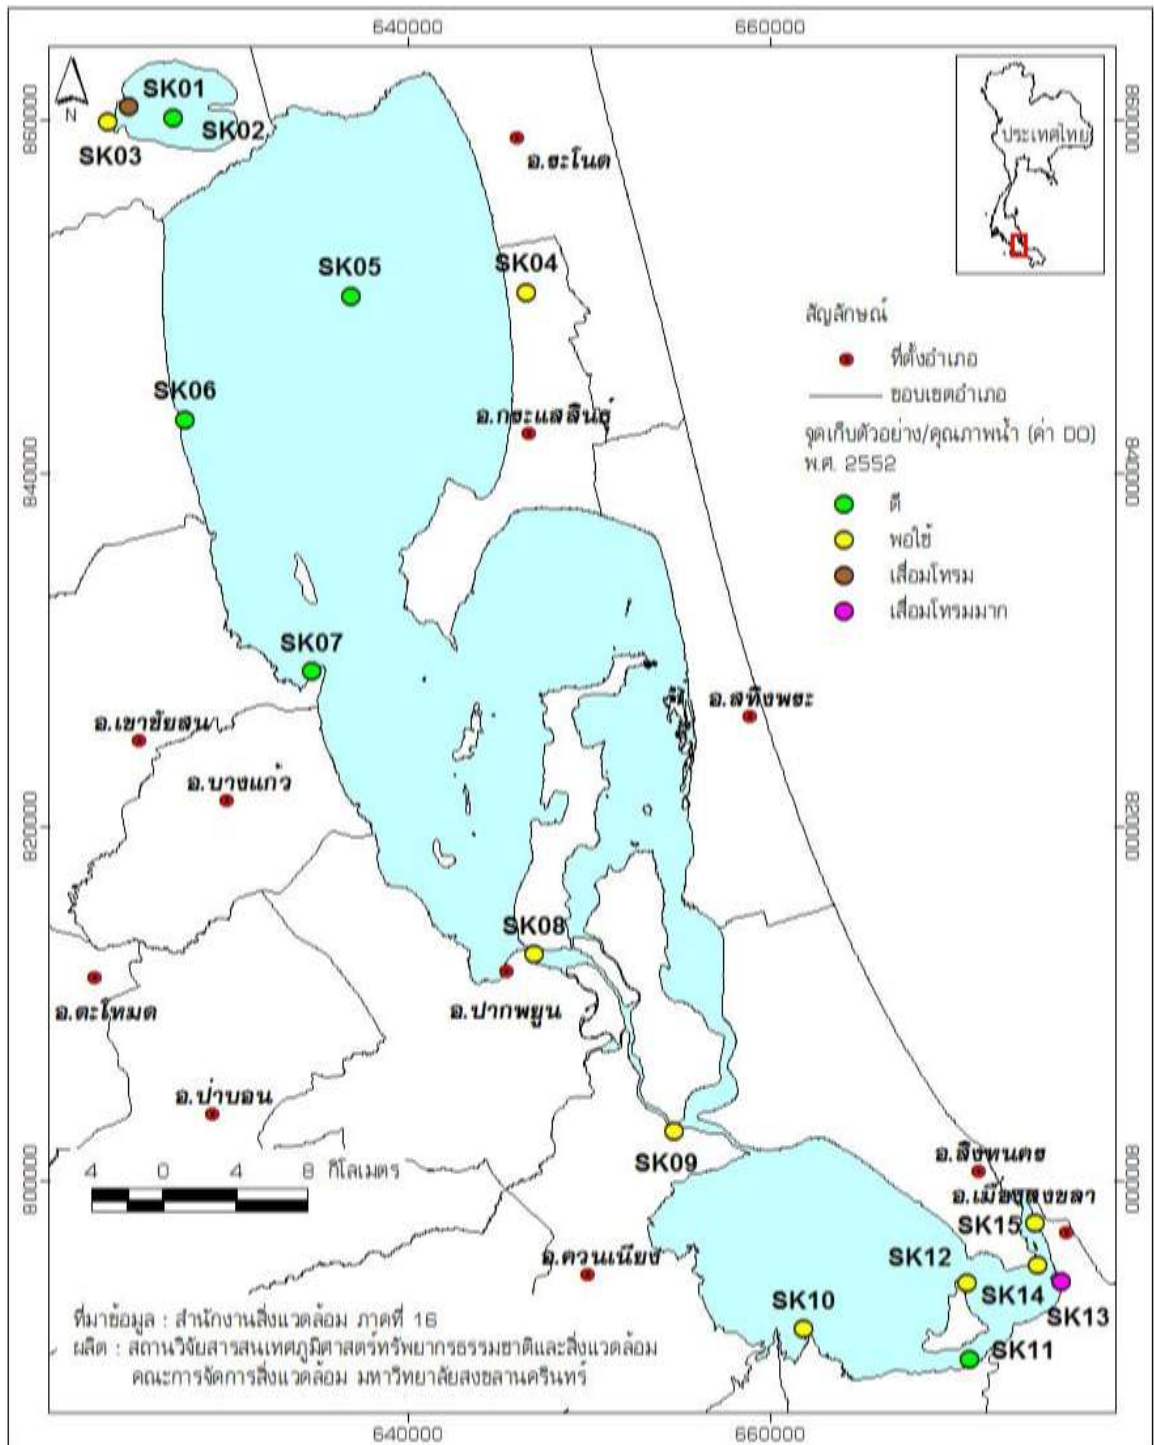 640000
660000
860000
860000
N
SK01
SK02
SK03
อ.ระโนด
ประเทศไทย
SK05
SK04
สัญลักษณ์
ที่ตั้งอำเภอ
ขอบเขตอำเภอ
จุดเก็บตัวอย่าง/คุณภาพน้ำ (ค่า DO)
พ.ศ. 2552
ดี
พอใช้
เสื่อมโทรม
เสื่อมโทรมมาก
SK06
อ.กระแสสินธุ์
840000
840000
SK07
อ.สทิงพระ
อ.เขาชัยสน
อ.บางแก้ว
820000
820000
SK08
อ.ปากพยูน
อ.ตะโหมด
อ.ป่าบอน
SK09
อ.สิงหนคร
อ.เมืองสงขลา
800000
800000
4 0 4 8 กิโลเมตร
SK15
SK12
SK14
SK13
อ.ควนเนียง
SK10
SK11
ที่มาข้อมูล : สำนักงานสิ่งแวดล้อม ภาคที่ 16
ผลิต : สถานวิจัยสารสนเทศภูมิศาสตร์ทรัพยากรธรรมชาติและสิ่งแวดล้อม
คณะการจัดการสิ่งแวดล้อม มหาวิทยาลัยสงขลานครินทร์
640000
660000